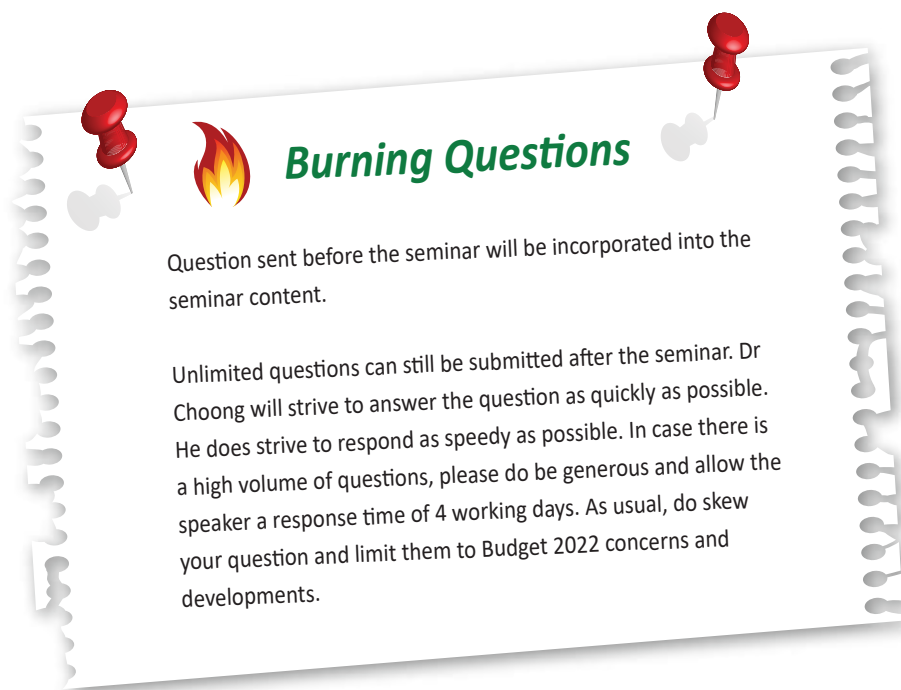 Burning Questions
Question sent before the seminar will be incorporated into the
seminar content.
Unlimited questions can still be submitted after the seminar. Dr
Choong will strive to answer the question as quickly as possible.
He does strive to respond as speedy as possible. In case there is
a high volume of questions, please do be generous and allow the
speaker a response time of 4 working days. As usual, do skew
your question and limit them to Budget 2022 concerns and
developments.